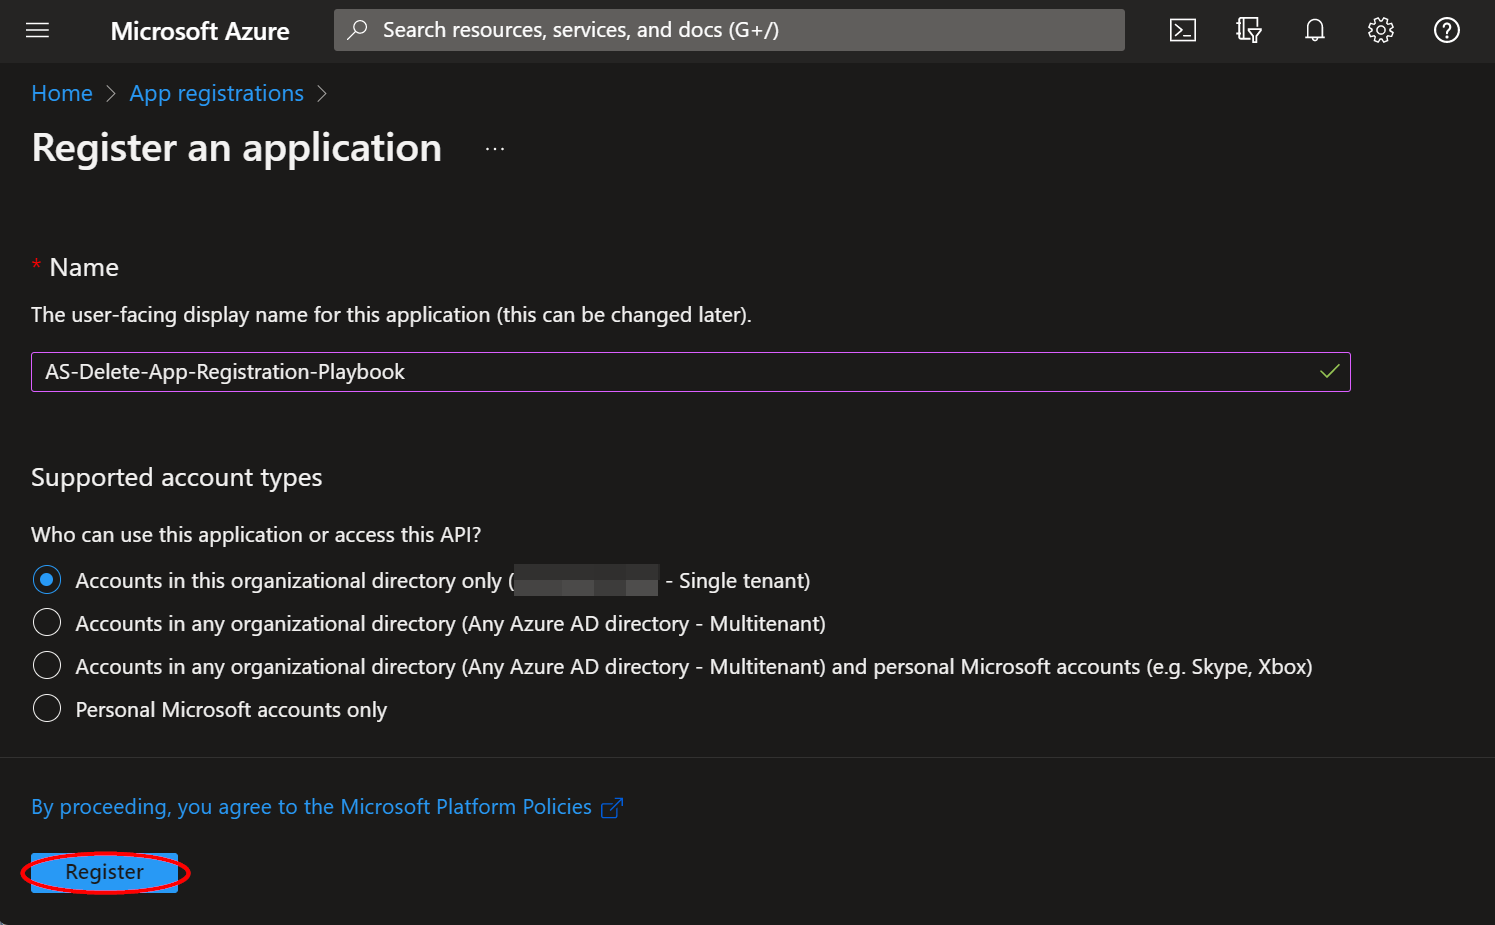 Microsoft Azure
Search resources, services, and docs (G+/)
Home > App registrations >
Register an application ...
* Name
The user-facing display name for this application (this can be changed later).
AS-Delete-App-Registration-Playbook
Supported account types
Who can use this application or access this API?
Accounts in this organizational directory only ( - Single tenant)
Accounts in any organizational directory (Any Azure AD directory - Multitenant)
Accounts in any organizational directory (Any Azure AD directory - Multitenant) and personal Microsoft accounts (e.g. Skype, Xbox)
Personal Microsoft accounts only
By proceeding, you agree to the Microsoft Platform Policies
Register